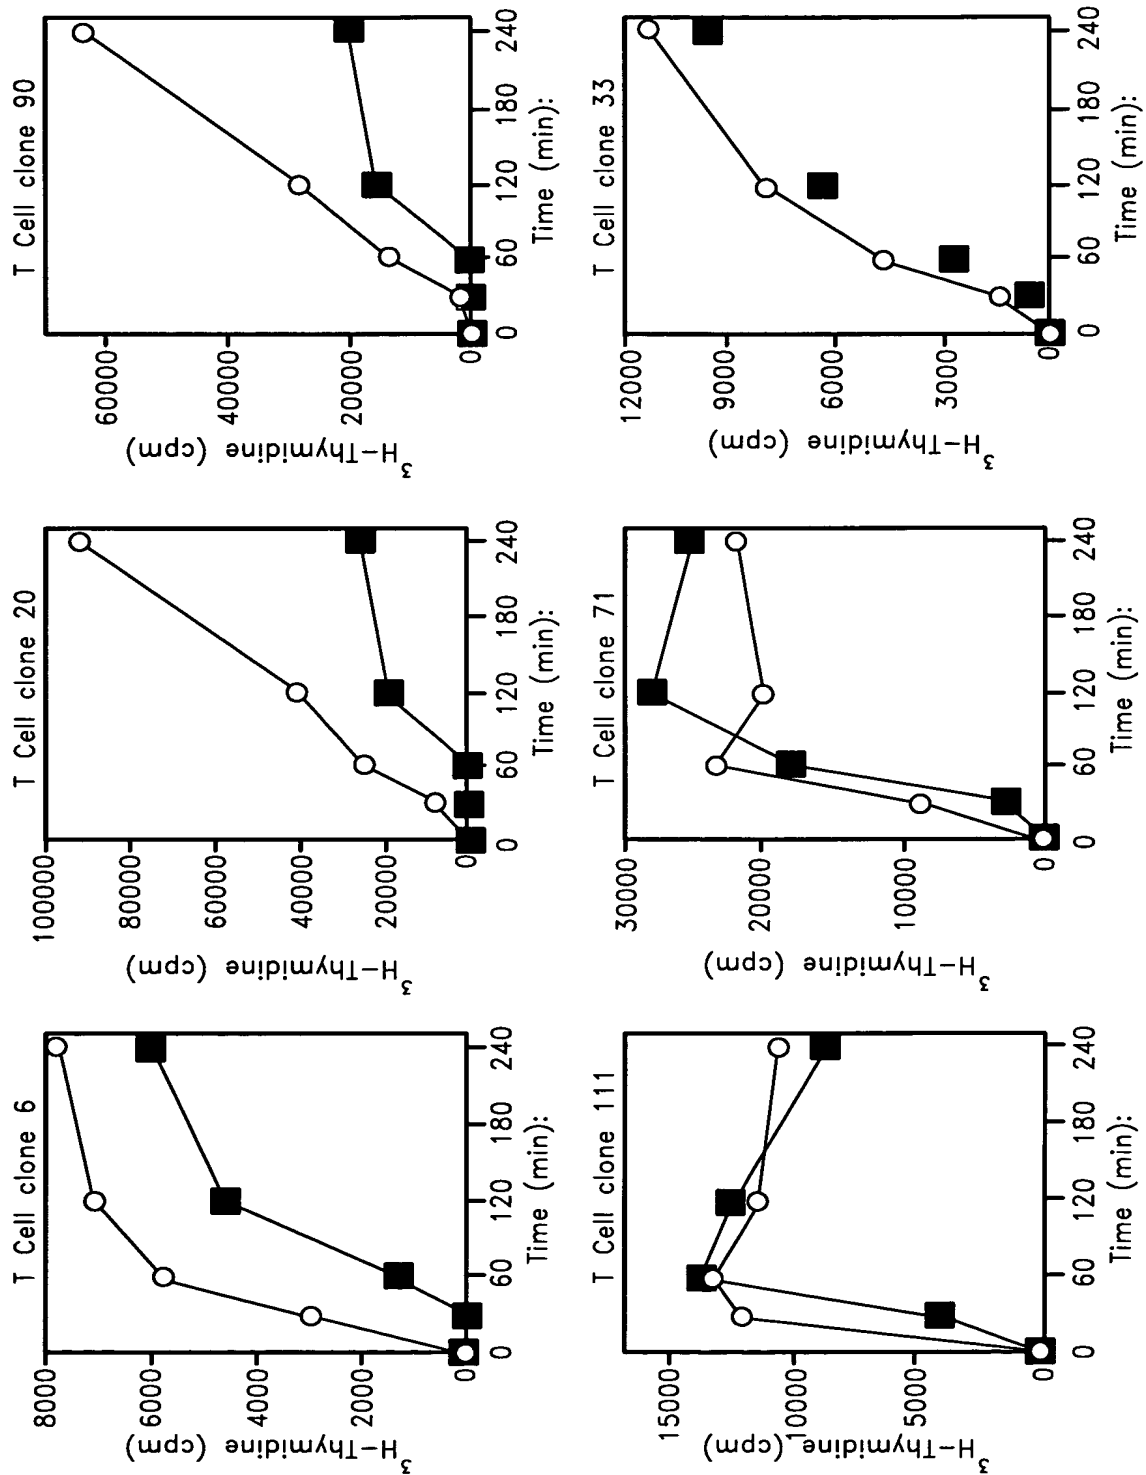 T Cell clone 6
8000
6000
4000
2000
0
³H-Thymidine (cpm)
0 60 120 180 240
Time (min):
T Cell clone 20
100000
80000
60000
40000
20000
0
³H-Thymidine (cpm)
0 60 120 180 240
Time (min):
T Cell clone 90
60000
40000
20000
0
³H-Thymidine (cpm)
0 60 120 180 240
Time (min):
T Cell clone 111
15000
10000
5000
0
³H-Thymidine (cpm)
0 60 120 180 240
Time (min):
T Cell clone 71
30000
20000
10000
0
³H-Thymidine (cpm)
0 60 120 180 240
Time (min):
T Cell clone 33
12000
9000
6000
3000
0
³H-Thymidine (cpm)
0 60 120 180 240
Time (min):